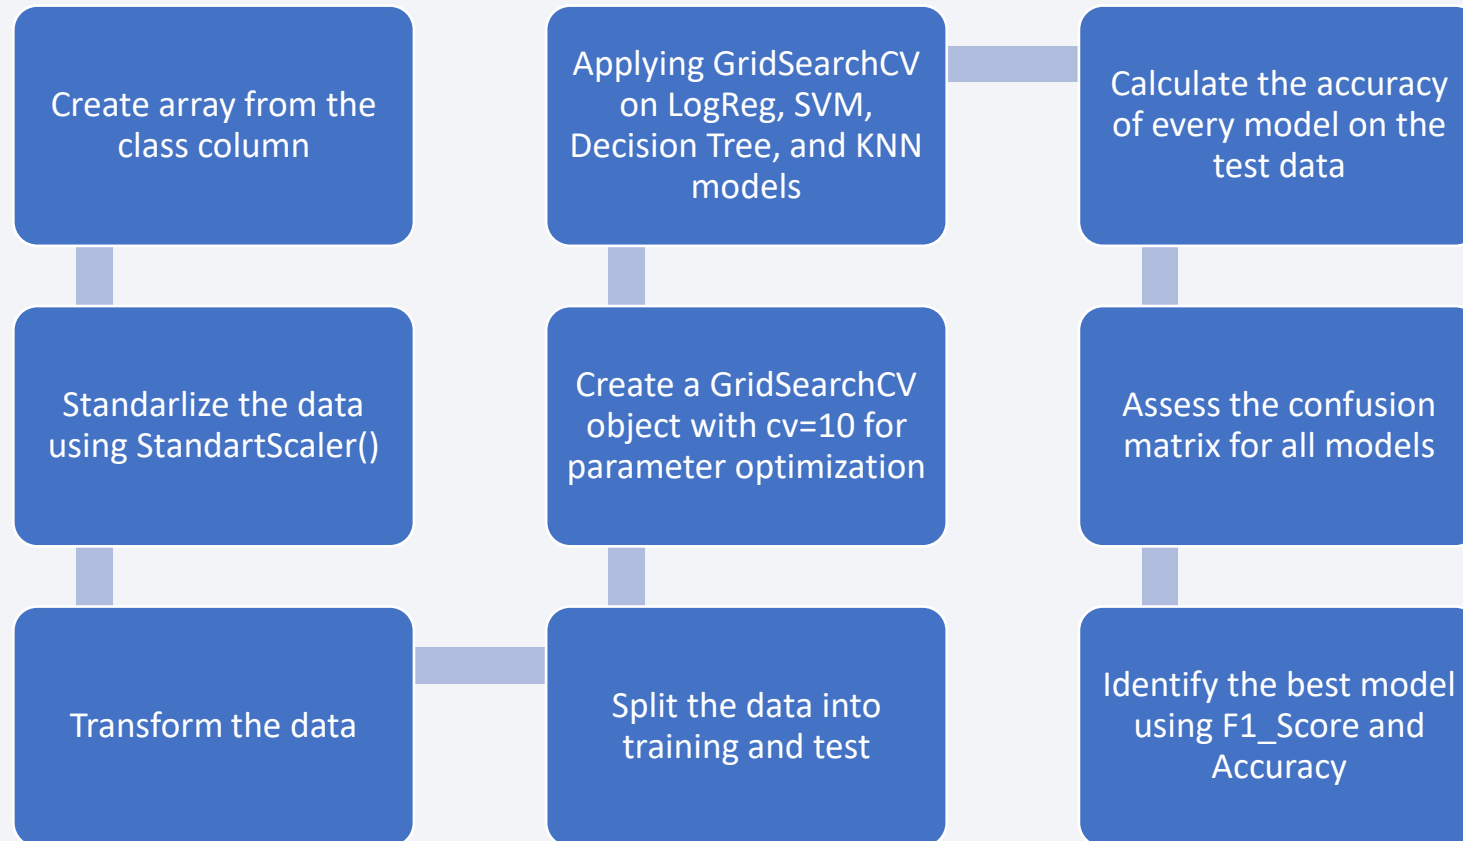 Create array from the
class column
Standarlize the data
using StandartScaler()
Transform the data
Split the data into
training and test
Create a GridSearchCV
object with cv=10 for
parameter optimization
Applying GridSearchCV
on LogReg, SVM,
Decision Tree, and KNN
models
Calculate the accuracy
of every model on the
test data
Assess the confusion
matrix for all models
Identify the best model
using F1_Score and
Accuracy